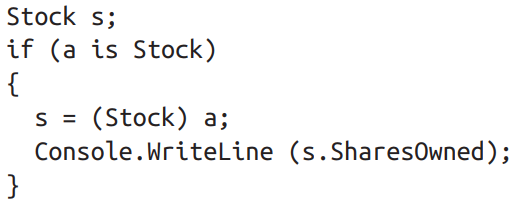 Stock s;
if (a is Stock)
{
  s = (Stock) a;
  Console.WriteLine (s.SharesOwned);
}